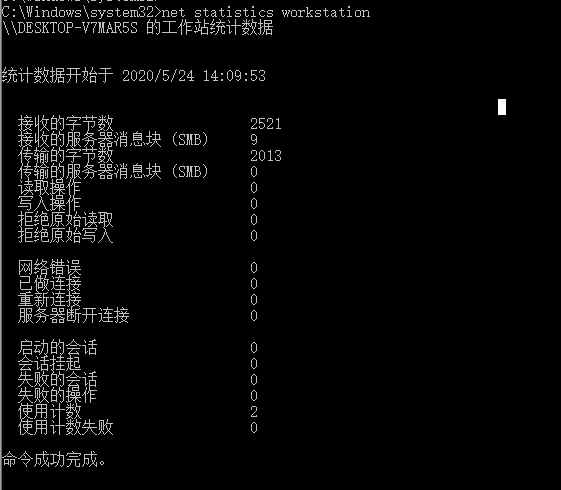 C:\Windows\system32>net statistics workstation
\\DESKTOP-V7MAR5S 的工作站统计数据
统计数据开始于 2020/5/24 14:09:53
接收的字节数 2521
接收的服务器消息块 (SMB) 9
传输的字节数 2013
传输的服务器消息块 (SMB) 0
读取操作 0
写入操作 0
拒绝原始读取 0
拒绝原始写入 0
网络错误 0
已做连接 0
重新连接 0
服务器断开连接 0
启动的会话 0
会话挂起 0
失败的会话 0
失败的操作 0
使用计数 2
使用计数失败 0
命令成功完成。